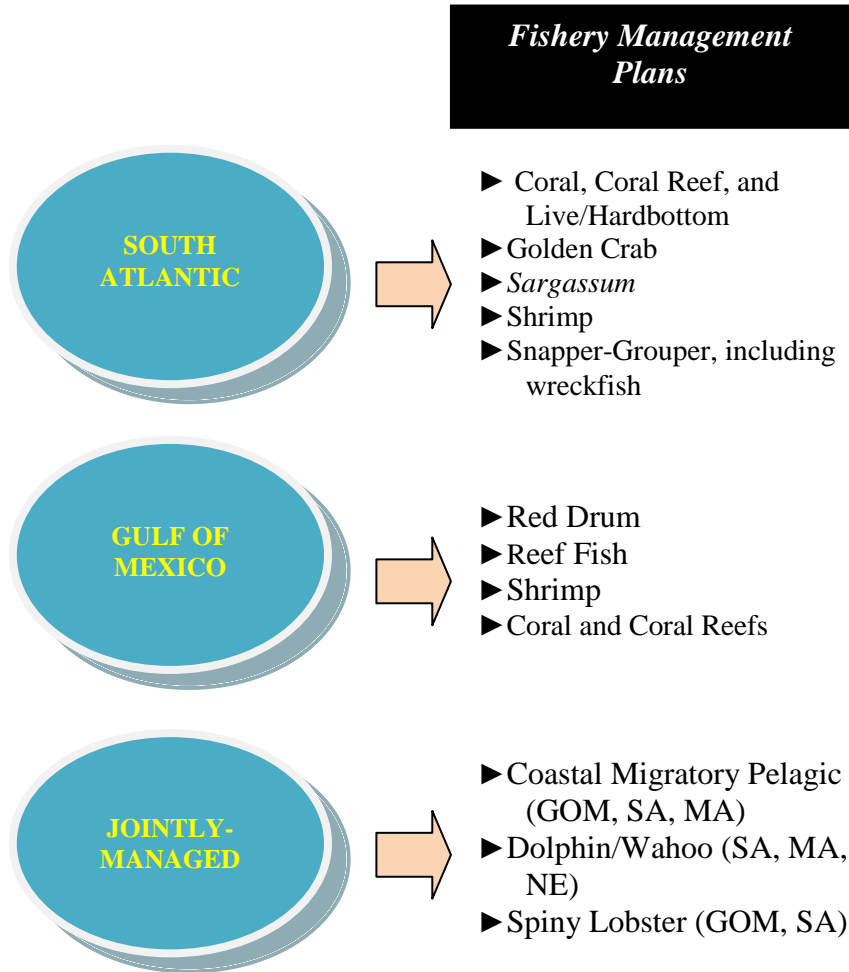 Fishery Management
Plans
SOUTH
ATLANTIC
► Coral, Coral Reef, and
Live/Hardbottom
►Golden Crab
►Sargassum
►Shrimp
►Snapper-Grouper, including
wreckfish
GULF OF
MEXICO
►Red Drum
►Reef Fish
►Shrimp
►Coral and Coral Reefs
JOINTLY-
MANAGED
►Coastal Migratory Pelagic
(GOM, SA, MA)
►Dolphin/Wahoo (SA, MA,
NE)
►Spiny Lobster (GOM, SA)